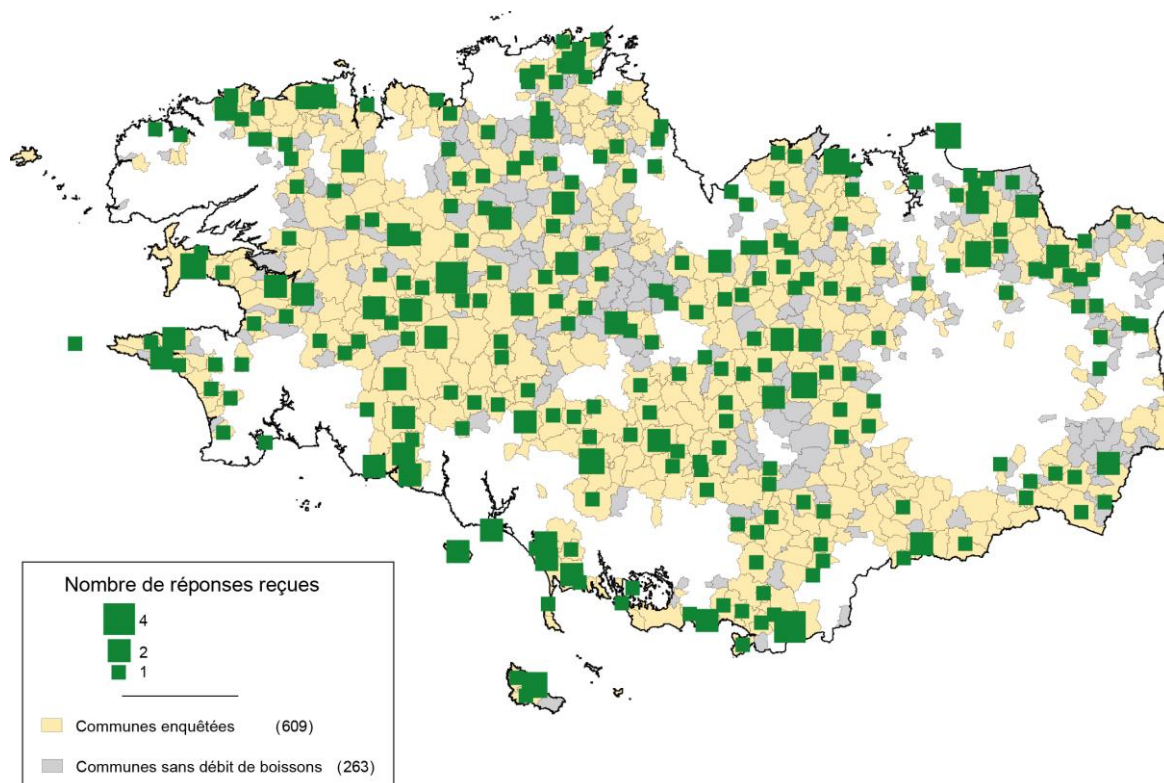 Nombre de réponses reçues
4
2
1
Communes enquêtées (609)
Communes sans débit de boissons (263)